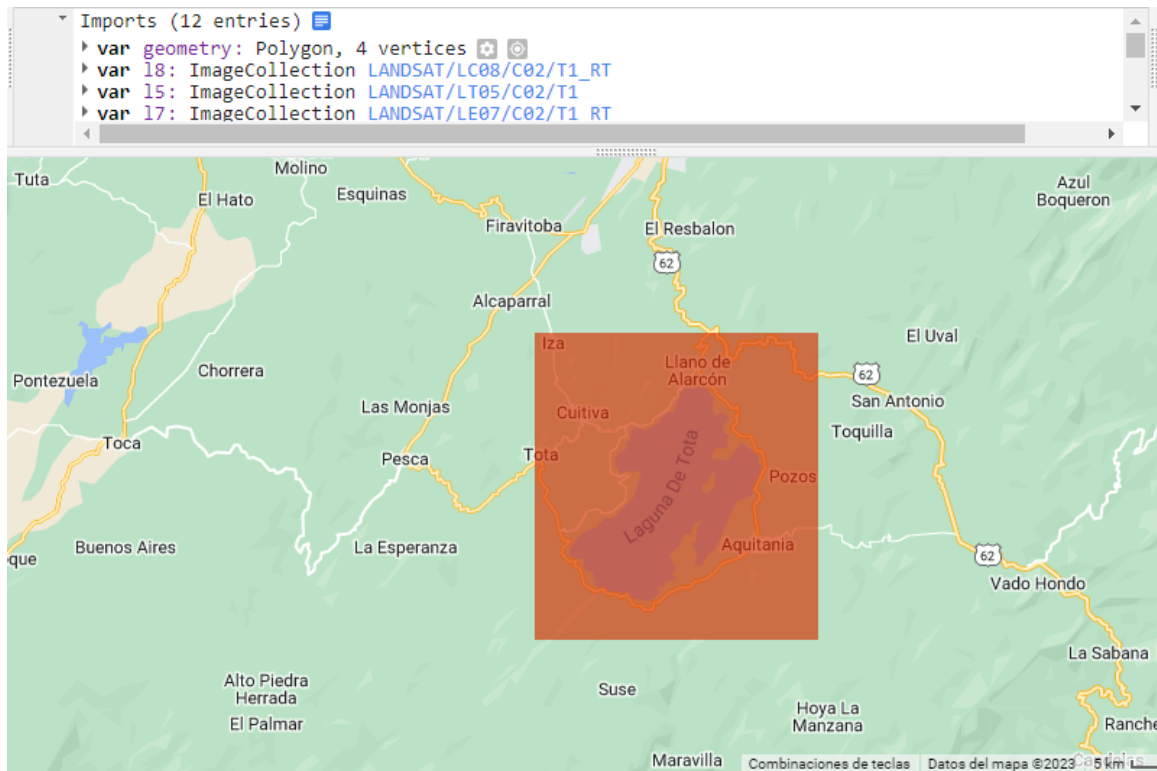 Imports (12 entries)
var geometry: Polygon, 4 vertices
var l8: ImageCollection LANDSAT/LC08/C02/T1_RT
var l5: ImageCollection LANDSAT/LT05/C02/T1
var l7: ImageCollection LANDSAT/LE07/C02/T1_RT
Molino
Tuta
Azul
Boqueron
Esquinas
El Hato
Firavitoba
El Resbalon
62
Alcaparral
El Uval
Iza
Llano de
Alarcón
62
Chorrera
Pontezuela
San Antonio
Las Monjas
Cuitiva
Toquilla
Toca
Tota
Pesca
Laguna De Tota
Pozos
Buenos Aires
La Esperanza
Aquitania
62
que
Vado Hondo
La Sabana
Alto Piedra
Herrada
Suse
El Palmar
Hoya La
Manzana
Ranche
Maravilla
Combinaciones de teclas
Datos del mapa ©2023
5 km